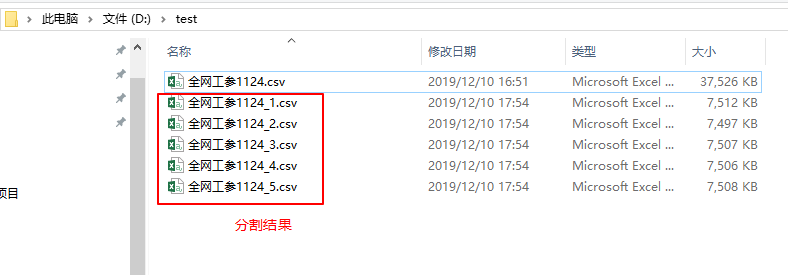 此电脑 > 文件 (D:) > test
名称 修改日期 类型 大小
全网工参1124.csv 2019/12/10 16:51 Microsoft Excel ... 37,526 KB
全网工参1124_1.csv 2019/12/10 17:54 Microsoft Excel ... 7,512 KB
全网工参1124_2.csv 2019/12/10 17:54 Microsoft Excel ... 7,497 KB
全网工参1124_3.csv 2019/12/10 17:54 Microsoft Excel ... 7,507 KB
全网工参1124_4.csv 2019/12/10 17:54 Microsoft Excel ... 7,506 KB
全网工参1124_5.csv 2019/12/10 17:54 Microsoft Excel ... 7,508 KB
项目
分割结果